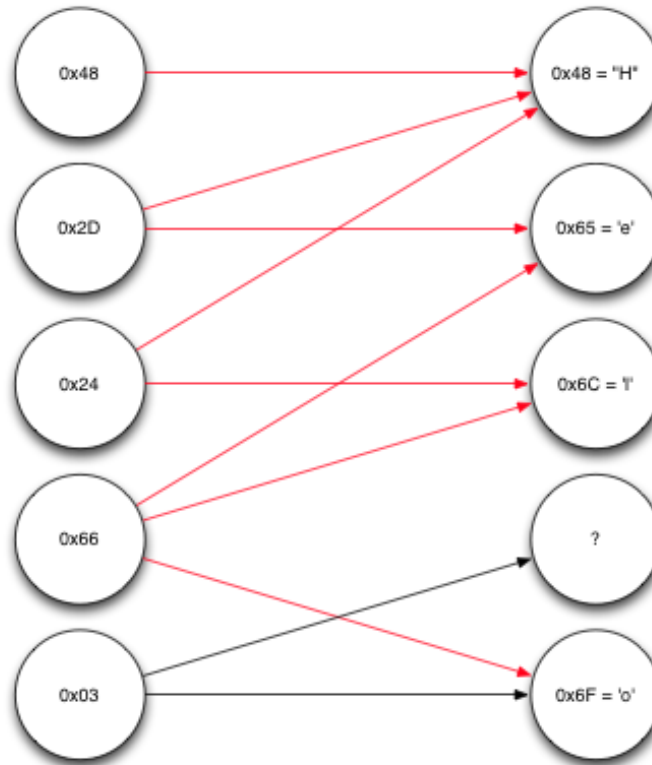 0x48
0x48 = "H"
0x2D
0x65 = 'e'
0x24
0x6C = 'l'
0x66
?
0x03
0x6F = 'o'